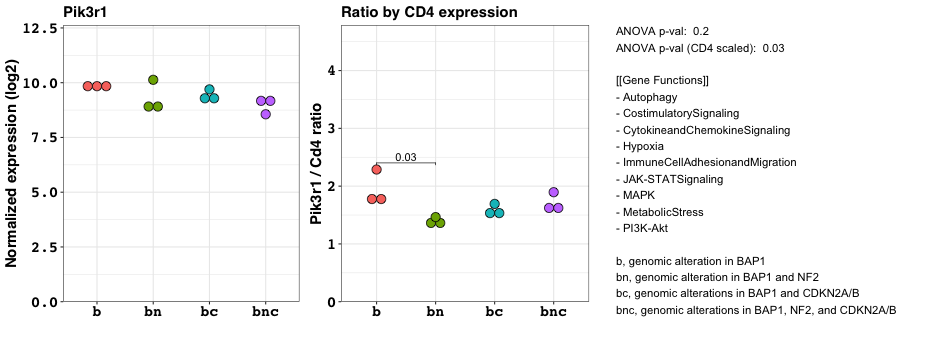 Pik3r1
Normalized expression (log2)
12.5
10.0
7.5
5.0
2.5
0.0
b
bn
bc
bnc
Ratio by CD4 expression
Pik3r1 / Cd4 ratio
4
3
2
1
0
0.03
b
bn
bc
bnc
ANOVA p-val:  0.2
ANOVA p-val (CD4 scaled):  0.03
[[Gene Functions]]
- Autophagy
- CostimulatorySignaling
- CytokineandChemokineSignaling
- Hypoxia
- ImmuneCellAdhesionandMigration
- JAK-STATSignaling
- MAPK
- MetabolicStress
- PI3K-Akt
b, genomic alteration in BAP1
bn, genomic alteration in BAP1 and NF2
bc, genomic alterations in BAP1 and CDKN2A/B
bnc, genomic alterations in BAP1, NF2, and CDKN2A/B